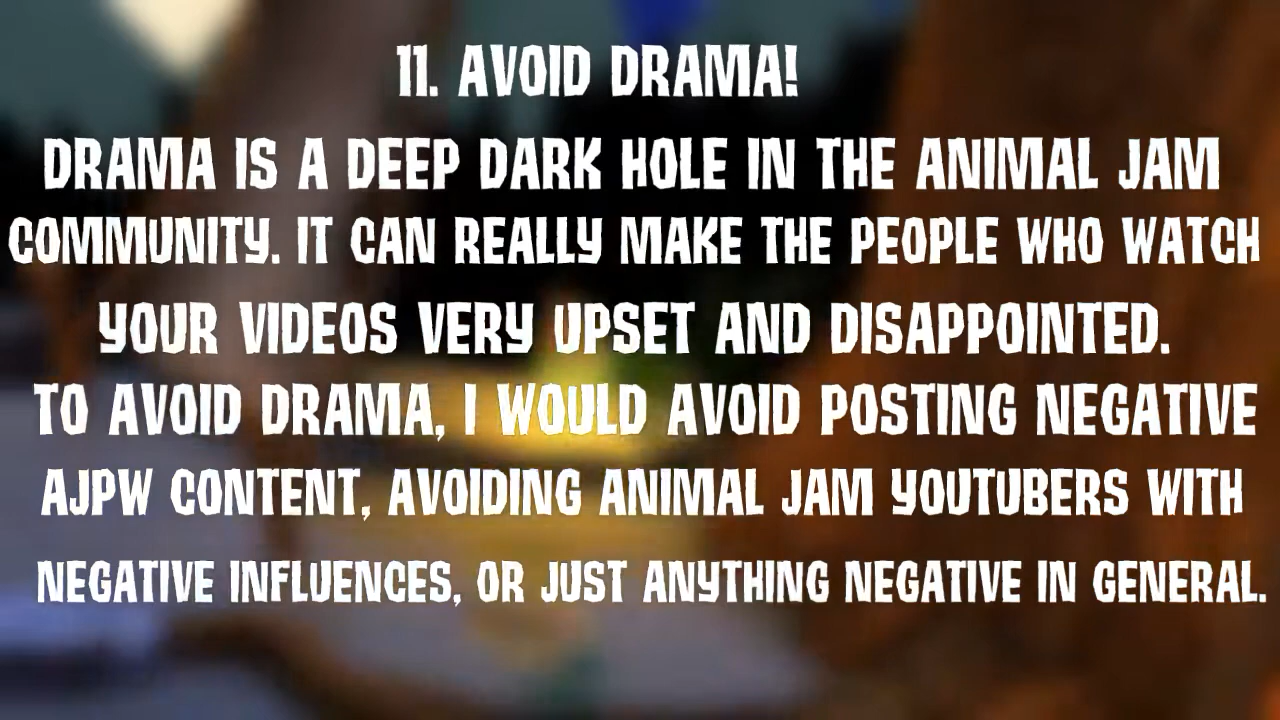 11. AVOID DRAMA!
DRAMA IS A DEEP DARK HOLE IN THE ANIMAL JAM
COMMUNITY. IT CAN REALLY MAKE THE PEOPLE WHO WATCH
YOUR VIDEOS VERY UPSET AND DISAPPOINTED.
TO AVOID DRAMA, I WOULD AVOID POSTING NEGATIVE
AJPW CONTENT, AVOIDING ANIMAL JAM YOUTUBERS WITH
NEGATIVE INFLUENCES, OR JUST ANYTHING NEGATIVE IN GENERAL.